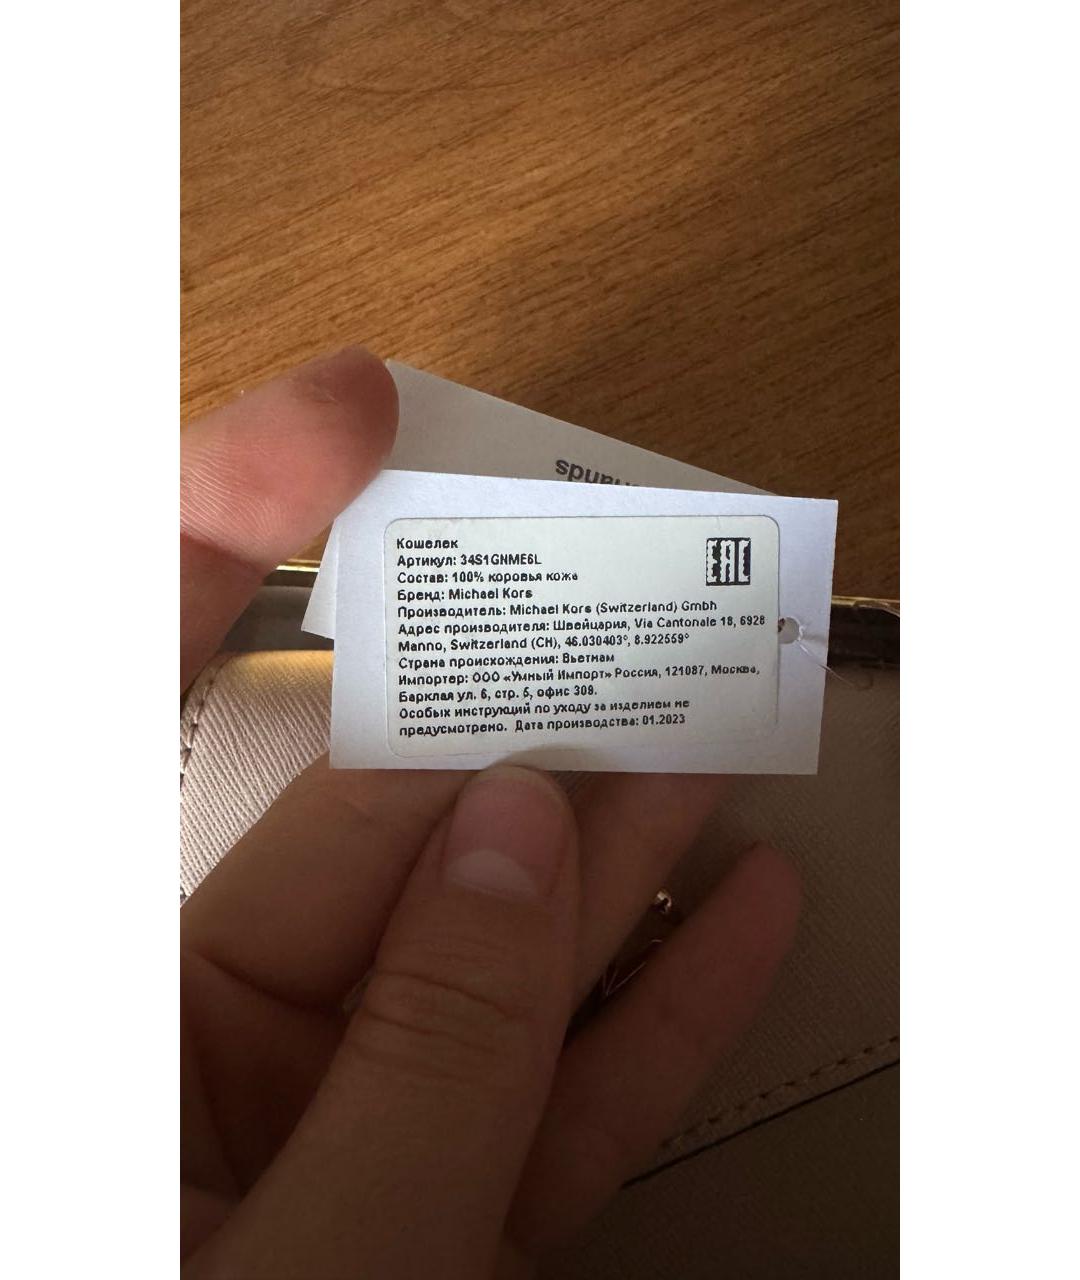 Кошелек
Артикул: 34S1GNME6L
Состав: 100% коровья кожа
Бренд: Michael Kors
Производитель: Michael Kors (Switzerland) Gmbh
Адрес производителя: Швейцария, Via Cantonale 18, 6928
Manno, Switzerland (CH), 46.030403°, 8.922559°
Страна происхождения: Вьетнам
Импортер: ООО «Умный Импорт» Россия, 121087, Москва,
Барклая ул. 6, стр. 5, офис 309.
Особых инструкций по уходу за изделием не
предусмотрено. Дата производства: 01.2023
EAC